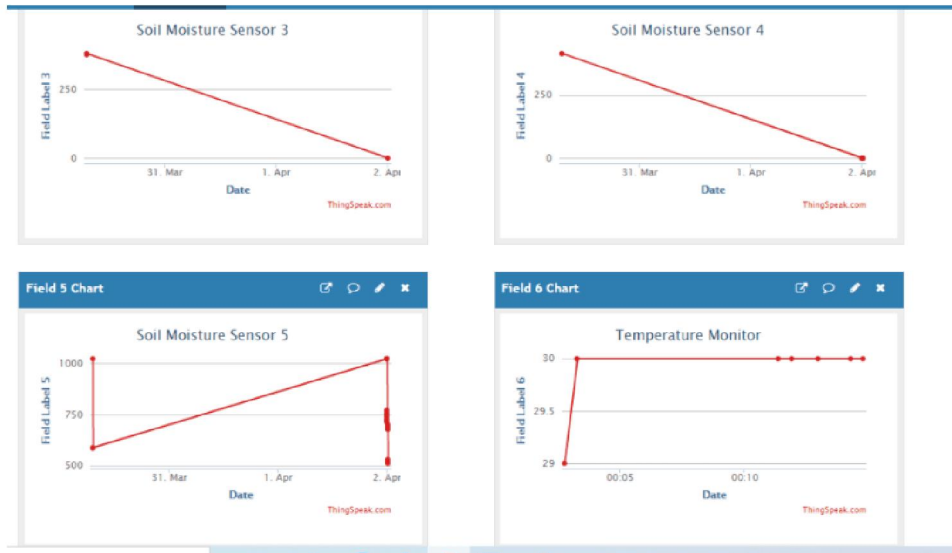 Soil Moisture Sensor 3
Field Label 3
250
0
31. Mar
1. Apr
2. Apr
Date
ThingSpeak.com
Soil Moisture Sensor 4
Field Label 4
250
0
31. Mar
1. Apr
2. Apr
Date
ThingSpeak.com
Field 5 Chart
Soil Moisture Sensor 5
Field Label 5
1000
750
500
31. Mar
1. Apr
2. Apr
Date
ThingSpeak.com
Field 6 Chart
Temperature Monitor
Field Label 6
30
29.5
29
00:05
00:10
Date
ThingSpeak.com